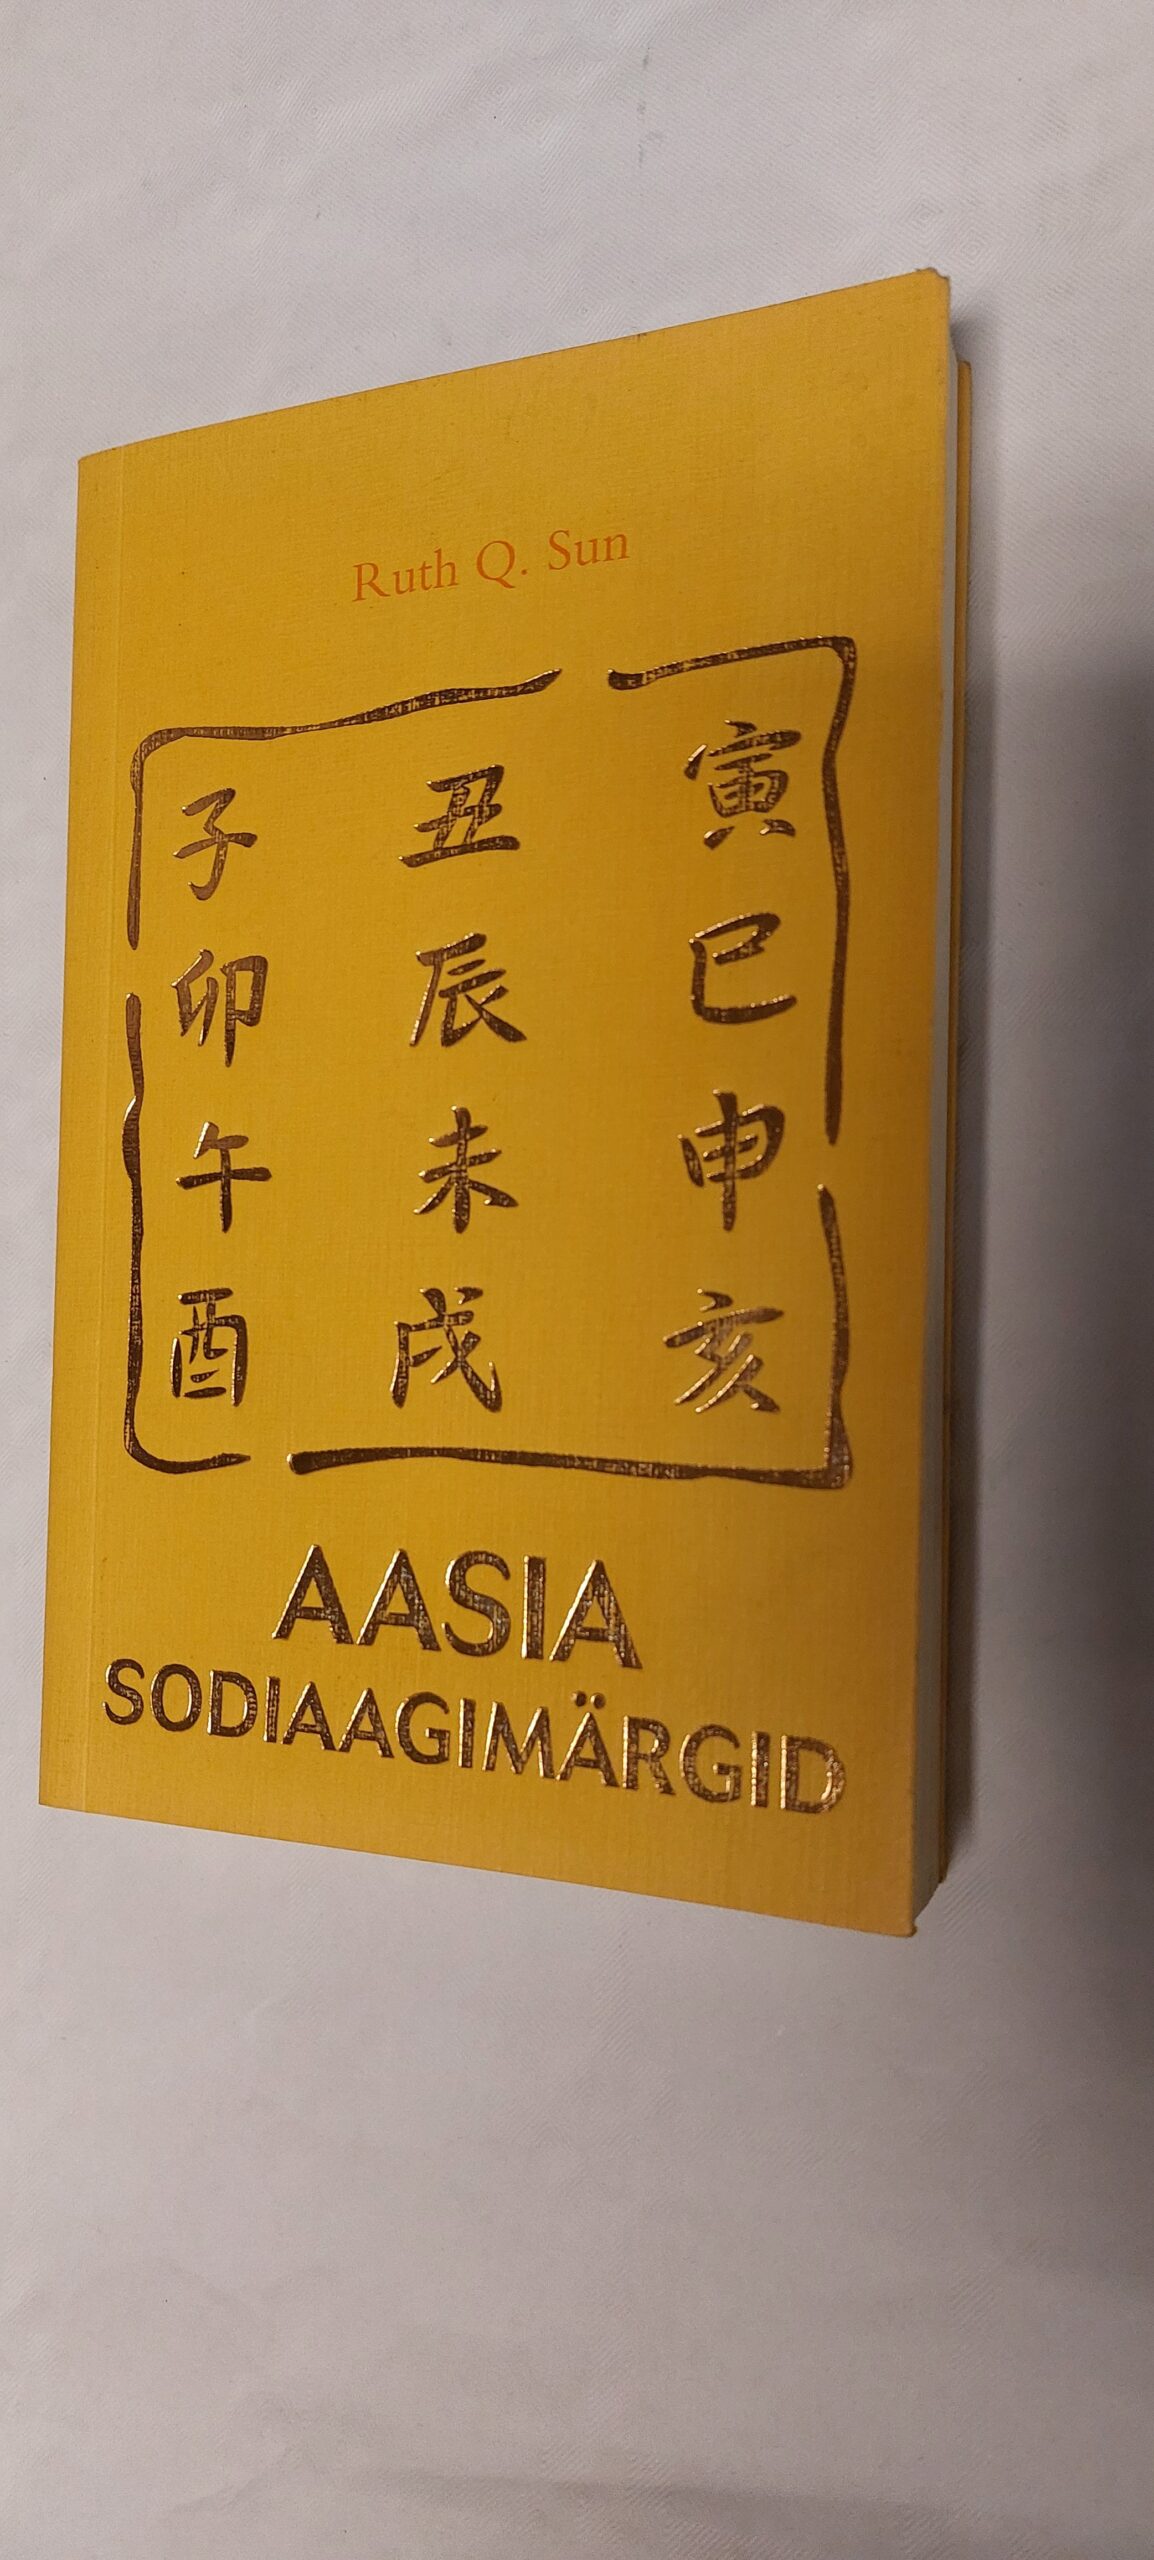 Ruth Q. Sun
子 丑 寅
卯 辰 巳
午 未 申
酉 戌 亥
AASIA
SODIAAGIMÄRGID